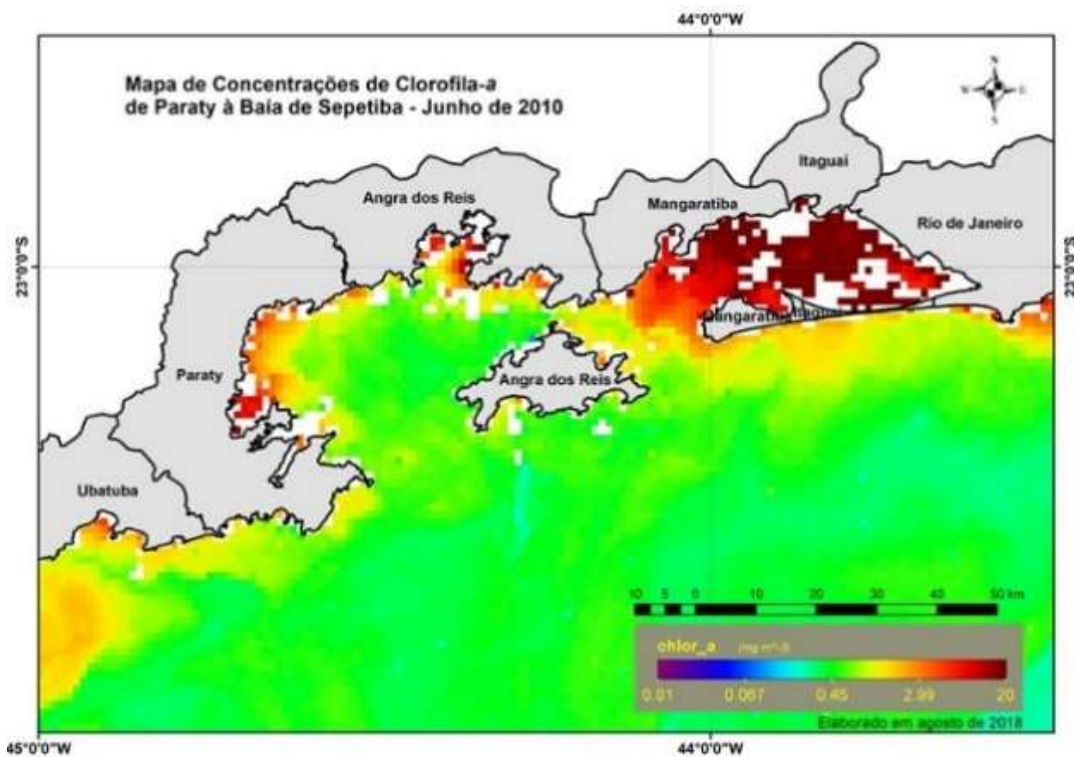 44°0'0"W
Mapa de Concentrações de Clorofila-a
de Paraty à Baía de Sepetiba - Junho de 2010
N
W
E
S
Itaguaí
Angra dos Reis
Mangaratiba
Rio de Janeiro
23°0'0"S
23°0'0"S
Mangaratiba
Paraty
Angra dos Reis
Ubatuba
10 5 0 10 20 30 40 50 km
chlor_a
0.01 0.067 0.45 2.99 20
Elaborado em agosto de 2018
45°0'0"W
44°0'0"W